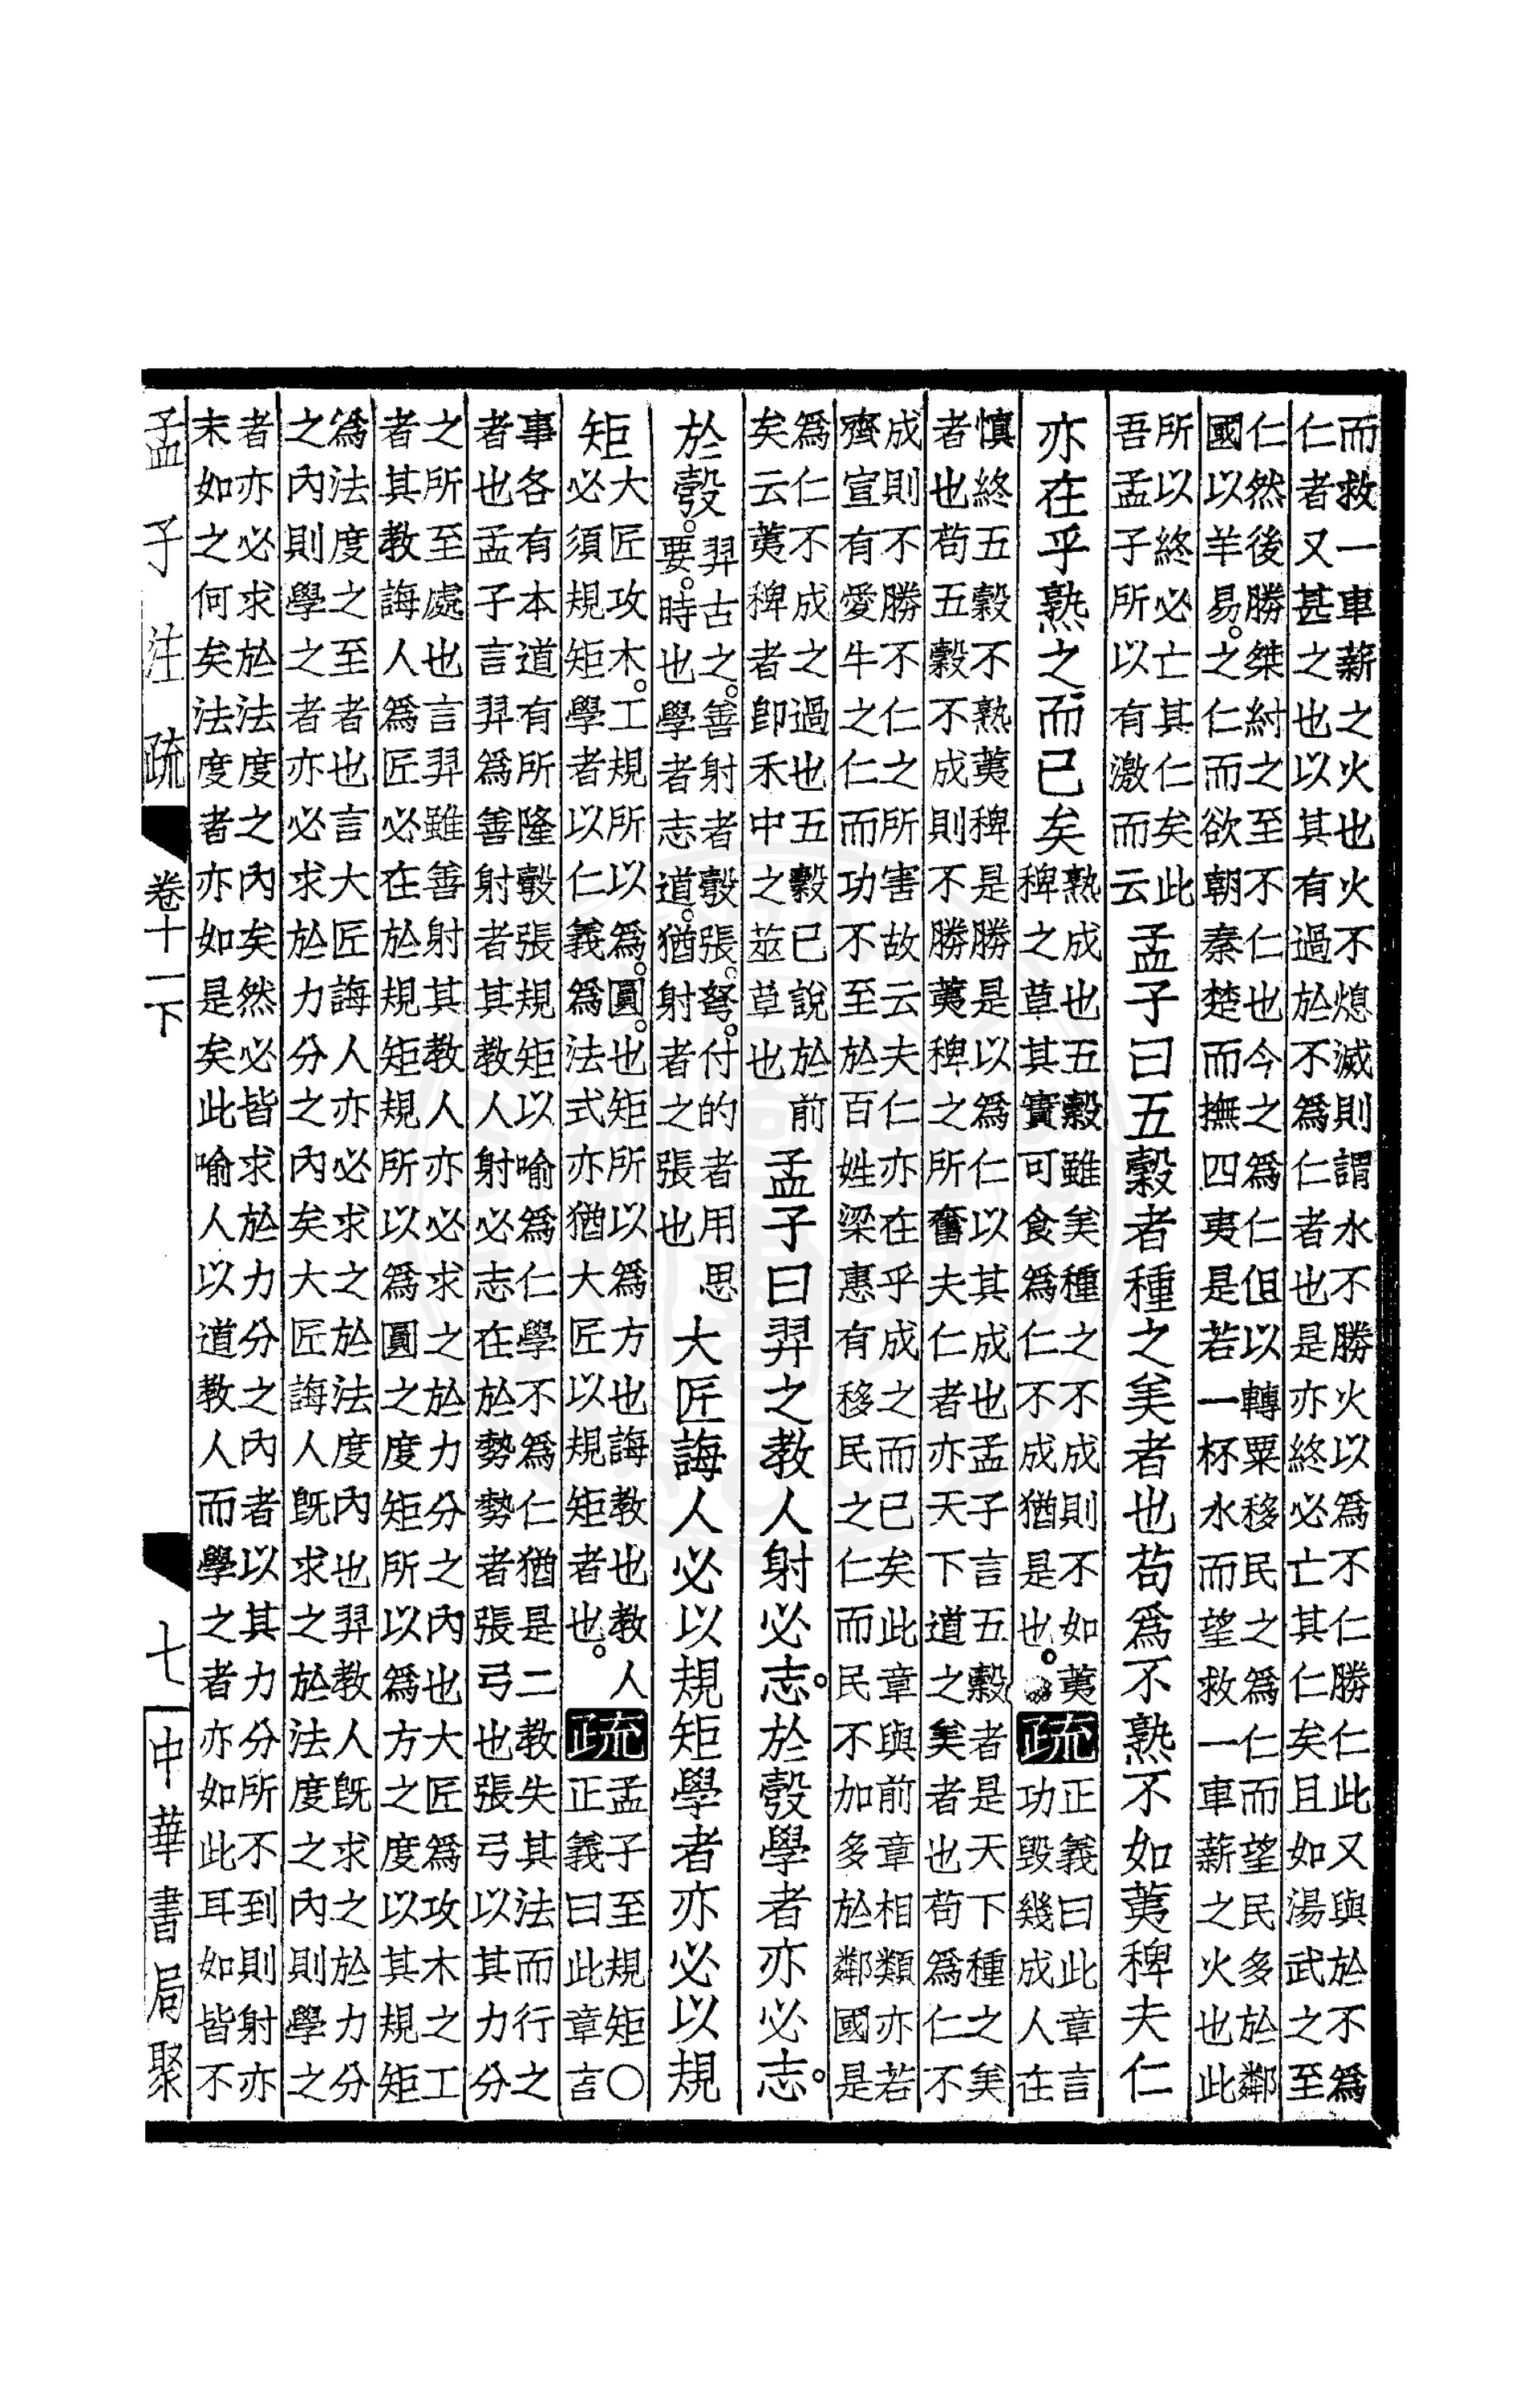 而救一車薪之火也火不熄滅則謂水不勝火以爲不仁勝仁此又與於不爲
仁者又甚之也以其有過於不爲仁者也是亦終必亡其仁矣且如湯武之至
仁然後勝桀紂之至不仁也今之爲仁但以轉粟移民之爲仁而望民多於鄰
國以羊易。之仁而欲朝秦楚而撫四夷是若一杯水而望救一車薪之火也此
所以終必亡其仁矣此
吾孟子所以有激而云
孟子曰五穀者種之美者也苟爲不熟不如荑稗夫仁
亦在乎熟之而已矣
熟成也五穀雖美種之不成則不如荑
稗之草其實可食爲仁不成猶是也。
疏
正義曰此章言
功毀幾成人在
慎終五穀不熟荑稗是勝是以爲仁以其成也孟子言五穀者是天下種之美
者也苟五穀不成則不勝荑稗之所奮夫仁者亦天下道之美者也苟爲仁不
成則不勝不仁之所害故云夫仁亦在乎成之而已矣此章與前章相類亦若
齊宣有愛牛之仁而功不至於百姓梁惠有移民之仁而民不加多於鄰國是
爲仁不成之過也五穀已說於前
矣云荑稗者卽禾中之莁草也
孟子曰羿之教人射必志。於彀學者亦必志。
於彀。
羿古之。善射者彀張。弩。付的者用思
要。時也學者志道。猶射者之張也
大匠誨人必以規矩學者亦必以規
矩
大匠攻木。工規所以爲。圓。也矩所以爲方也誨教也教人
必須規矩學者以仁義爲法式亦猶大匠以規矩者也。
疏
孟子至規矩○
正義曰此章言
事各有本道有所隆彀張規矩以喻爲仁學不爲仁猶是二教失其法而行之
者也孟子言羿爲善射者其教人射必志在於勢勢者張弓也張弓以其力分
之所至處也言羿雖善射其教人亦必求之於力分之內也大匠爲攻木之工
者其教誨人爲匠必在於規矩規所以爲圓之度矩所以爲方之度以其規矩
爲法度之至者也言大匠誨人亦必求之於法度內也羿教人旣求之於力分
之內則學之者亦必求於力分之內矣大匠誨人旣求之於法度之內則學之
者亦必求於法度之內矣然必皆求於力分之內者以其力分所不到則射亦
末如之何矣法度者亦如是矣此喻人以道教人而學之者亦如此耳如皆不
孟子注疏 卷十一下 七 中華書局聚